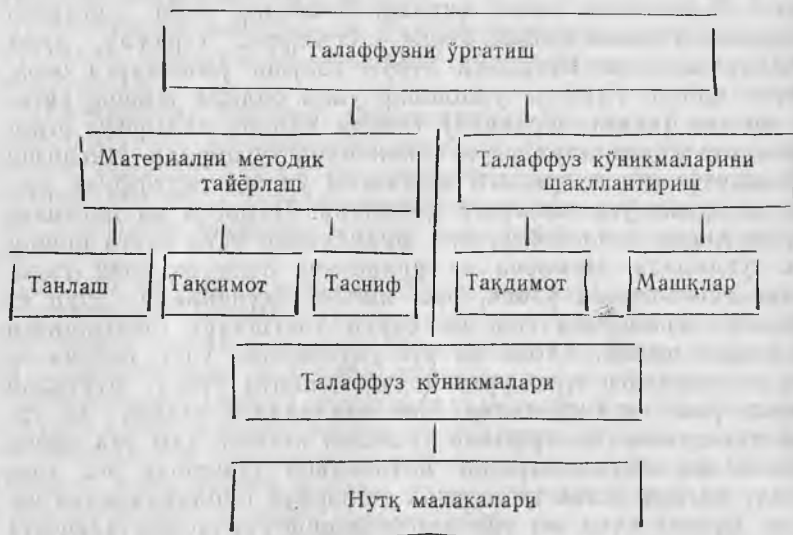 Талаффузни ўргатиш
Материални методик
тайёрлаш
Талаффуз кўникмаларини
шакллантириш
Танлаш
Тақсимот
Тасниф
Тақдимот
Машқлар
Талаффуз кўникмалари
Нутқ малакалари